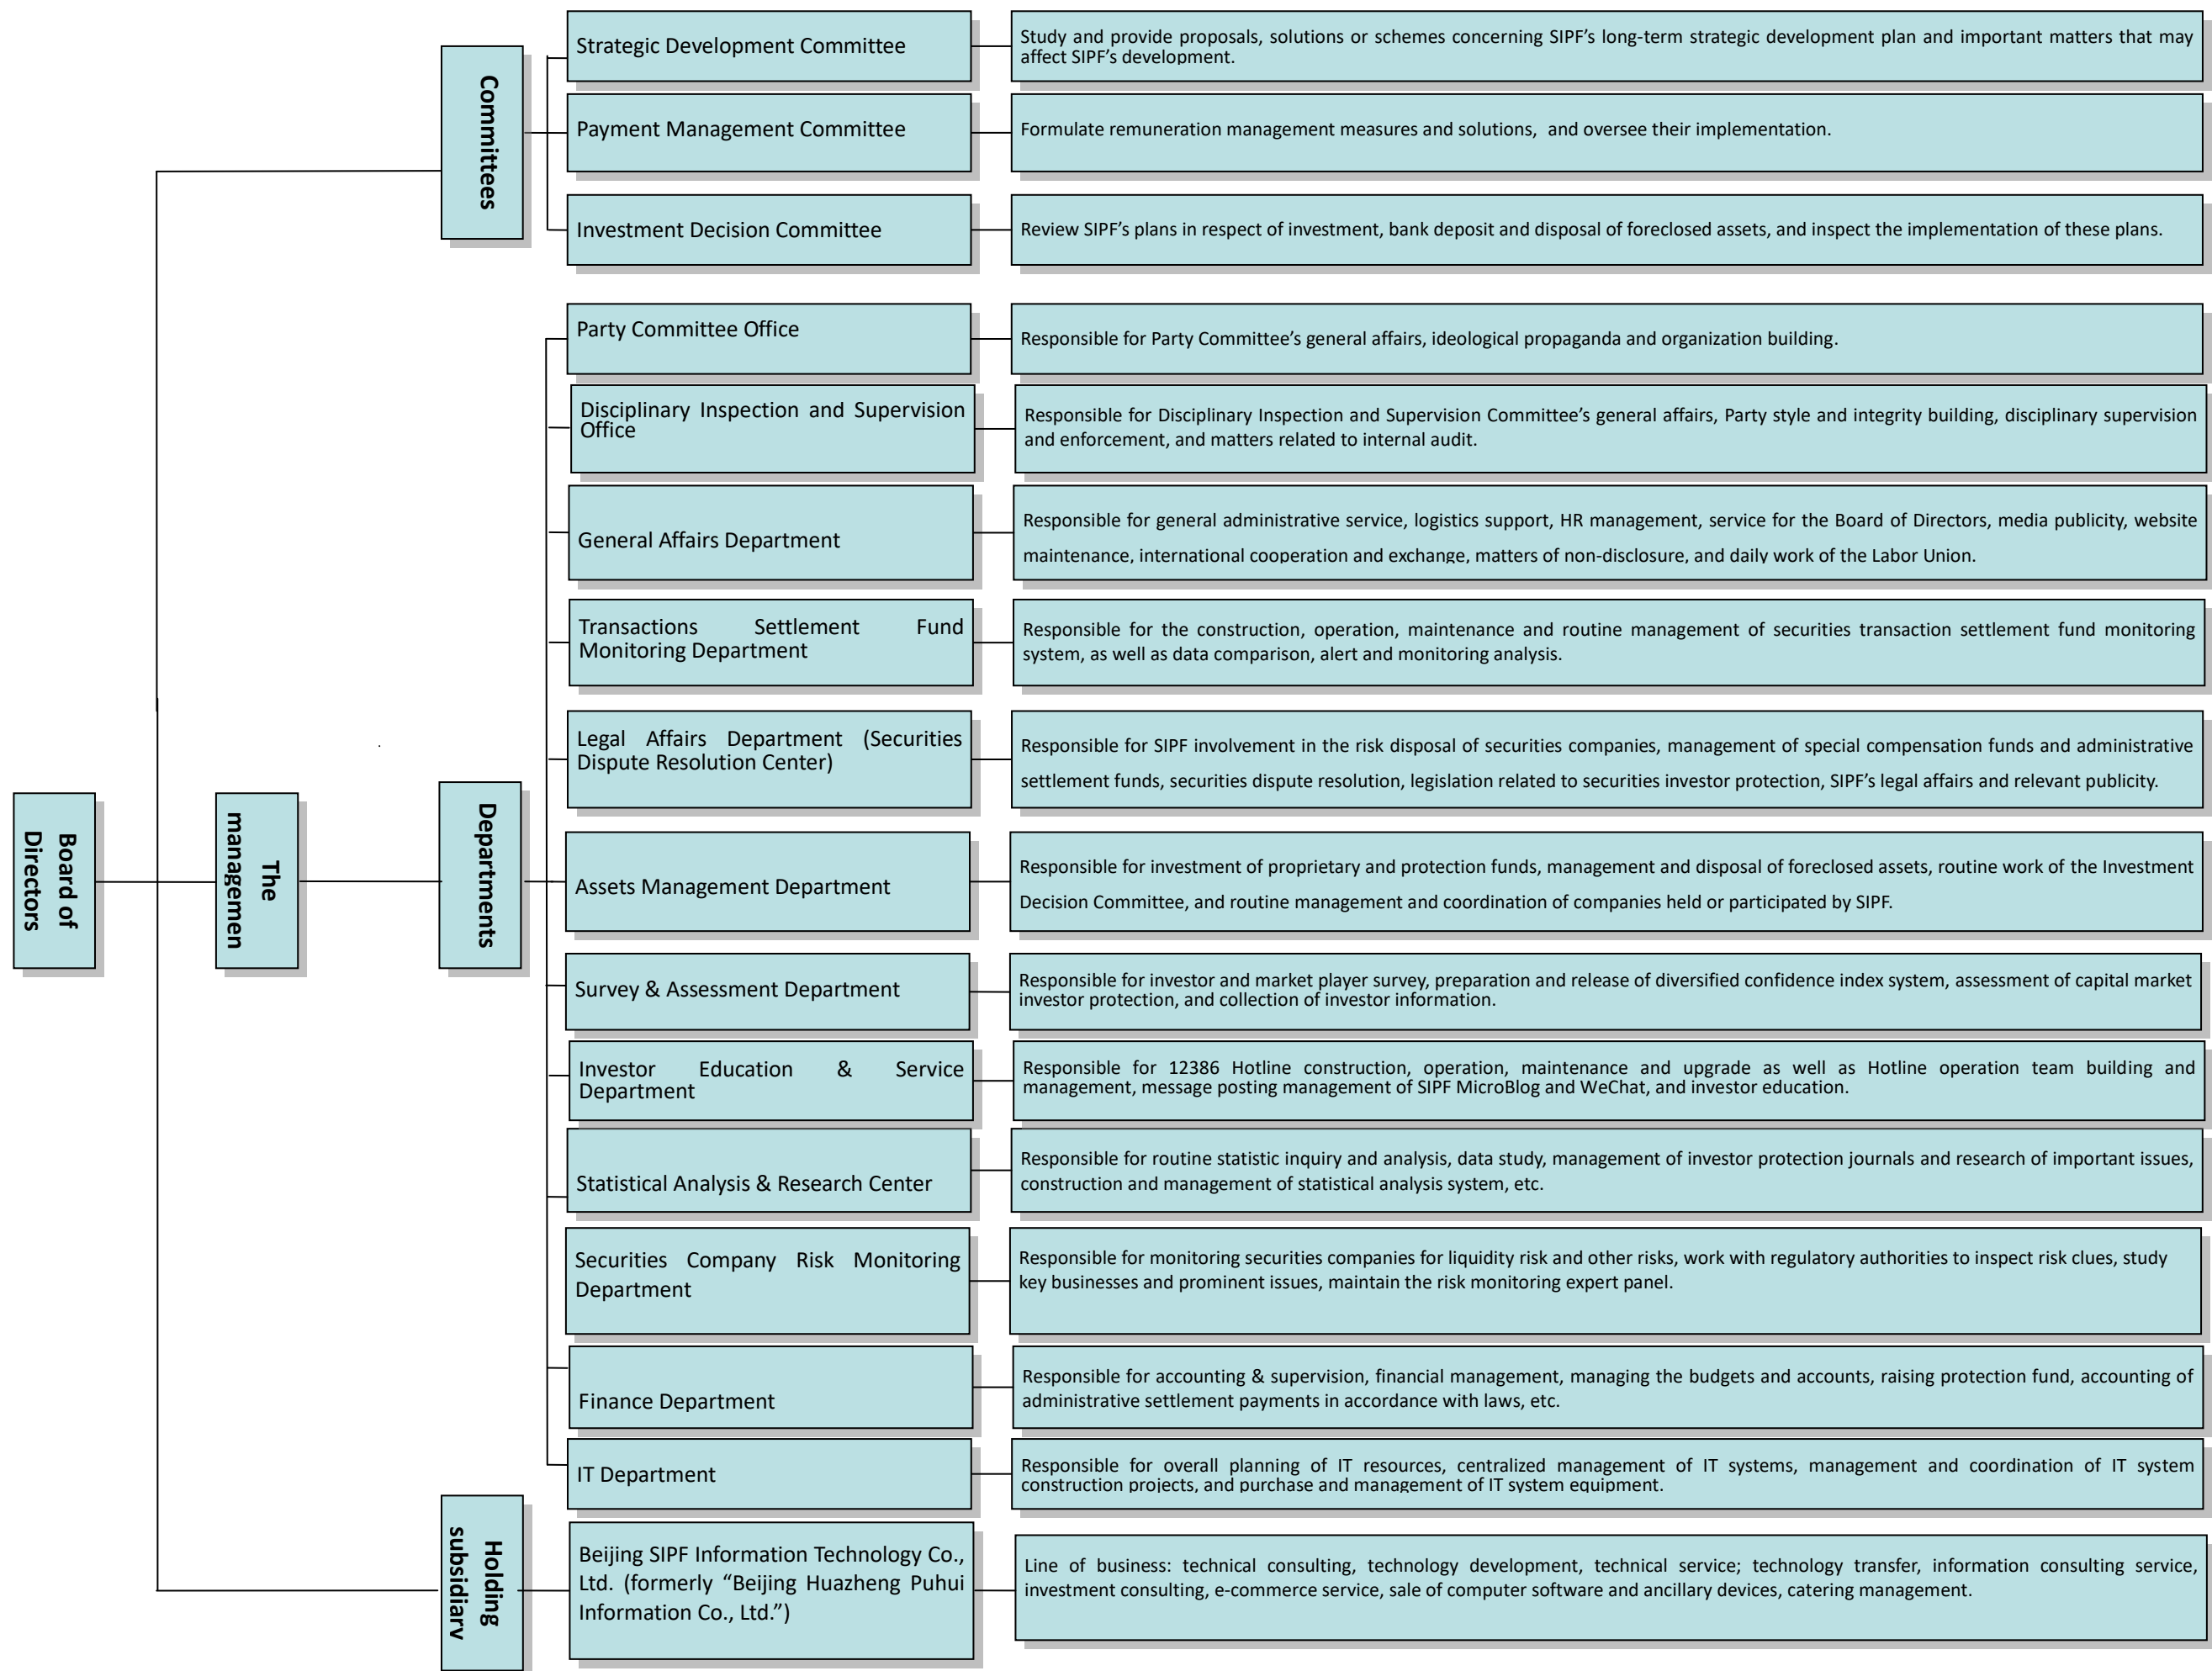 Board of
Directors
The
managemen
Committees
Strategic Development Committee
Study and provide proposals, solutions or schemes concerning SIPF’s long-term strategic development plan and important matters that may
affect SIPF’s development.
Payment Management Committee
Formulate remuneration management measures and solutions, and oversee their implementation.
Investment Decision Committee
Review SIPF’s plans in respect of investment, bank deposit and disposal of foreclosed assets, and inspect the implementation of these plans.
Departments
Party Committee Office
Responsible for Party Committee’s general affairs, ideological propaganda and organization building.
Disciplinary Inspection and Supervision
Office
Responsible for Disciplinary Inspection and Supervision Committee’s general affairs, Party style and integrity building, disciplinary supervision
and enforcement, and matters related to internal audit.
General Affairs Department
Responsible for general administrative service, logistics support, HR management, service for the Board of Directors, media publicity, website
maintenance, international cooperation and exchange, matters of non-disclosure, and daily work of the Labor Union.
Transactions Settlement Fund
Monitoring Department
Responsible for the construction, operation, maintenance and routine management of securities transaction settlement fund monitoring
system, as well as data comparison, alert and monitoring analysis.
Legal Affairs Department (Securities
Dispute Resolution Center)
Responsible for SIPF involvement in the risk disposal of securities companies, management of special compensation funds and administrative
settlement funds, securities dispute resolution, legislation related to securities investor protection, SIPF’s legal affairs and relevant publicity.
Assets Management Department
Responsible for investment of proprietary and protection funds, management and disposal of foreclosed assets, routine work of the Investment
Decision Committee, and routine management and coordination of companies held or participated by SIPF.
Survey & Assessment Department
Responsible for investor and market player survey, preparation and release of diversified confidence index system, assessment of capital market
investor protection, and collection of investor information.
Investor Education & Service
Department
Responsible for 12386 Hotline construction, operation, maintenance and upgrade as well as Hotline operation team building and
management, message posting management of SIPF MicroBlog and WeChat, and investor education.
Statistical Analysis & Research Center
Responsible for routine statistic inquiry and analysis, data study, management of investor protection journals and research of important issues,
construction and management of statistical analysis system, etc.
Securities Company Risk Monitoring
Department
Responsible for monitoring securities companies for liquidity risk and other risks, work with regulatory authorities to inspect risk clues, study
key businesses and prominent issues, maintain the risk monitoring expert panel.
Finance Department
Responsible for accounting & supervision, financial management, managing the budgets and accounts, raising protection fund, accounting of
administrative settlement payments in accordance with laws, etc.
IT Department
Responsible for overall planning of IT resources, centralized management of IT systems, management and coordination of IT system
construction projects, and purchase and management of IT system equipment.
Holding
subsidiary
Beijing SIPF Information Technology Co.,
Ltd. (formerly “Beijing Huazheng Puhui
Information Co., Ltd.”)
Line of business: technical consulting, technology development, technical service; technology transfer, information consulting service,
investment consulting, e-commerce service, sale of computer software and ancillary devices, catering management.